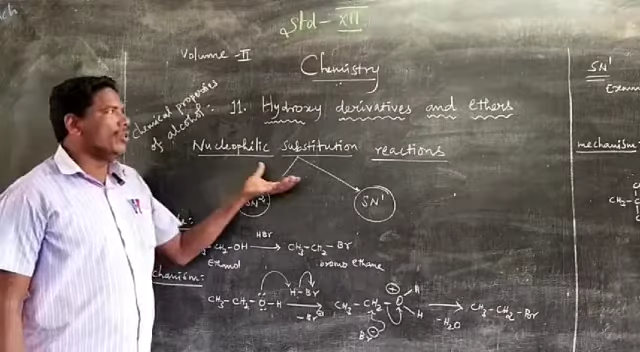 Std - XII
Volume - II
Chemistry
chemical properties of alcohol:
11. Hydroxy derivatives and ethers
Nucleophilic substitution reactions
SN²
SN¹
CH₂-OH HBr → CH₃-CH₂-Br
Ethanol bromo ethane
CH₃-CH₂-O-H H-Br
-Br⊖
CH₃-CH₂-O⊕ H
H
-H₂O
CH₃-CH₂-Br
SN¹
mechanism:
CH₃-C